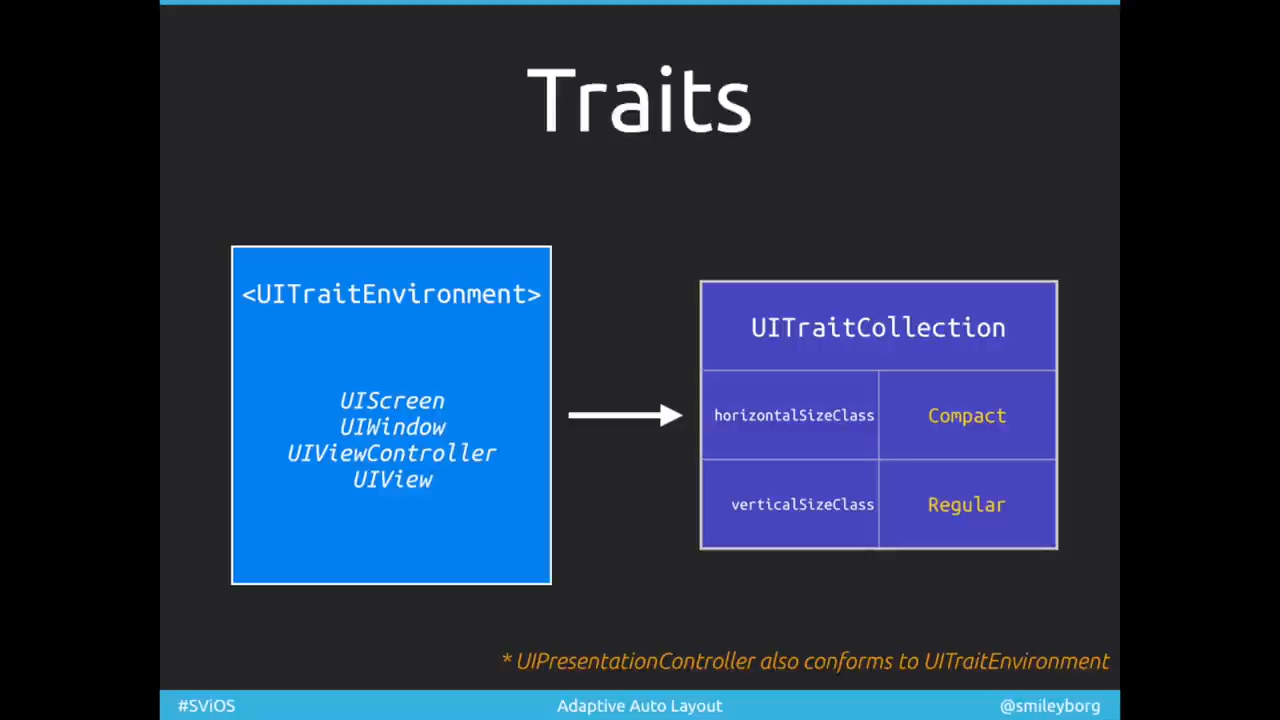 Traits
<UITraitEnvironment>
UIScreen
UIWindow
UIViewController
UIView
UITraitCollection
horizontalSizeClass Compact
verticalSizeClass Regular
* UIPresentationController also conforms to UITraitEnvironment
#SViOS Adaptive Auto Layout @smileyborg